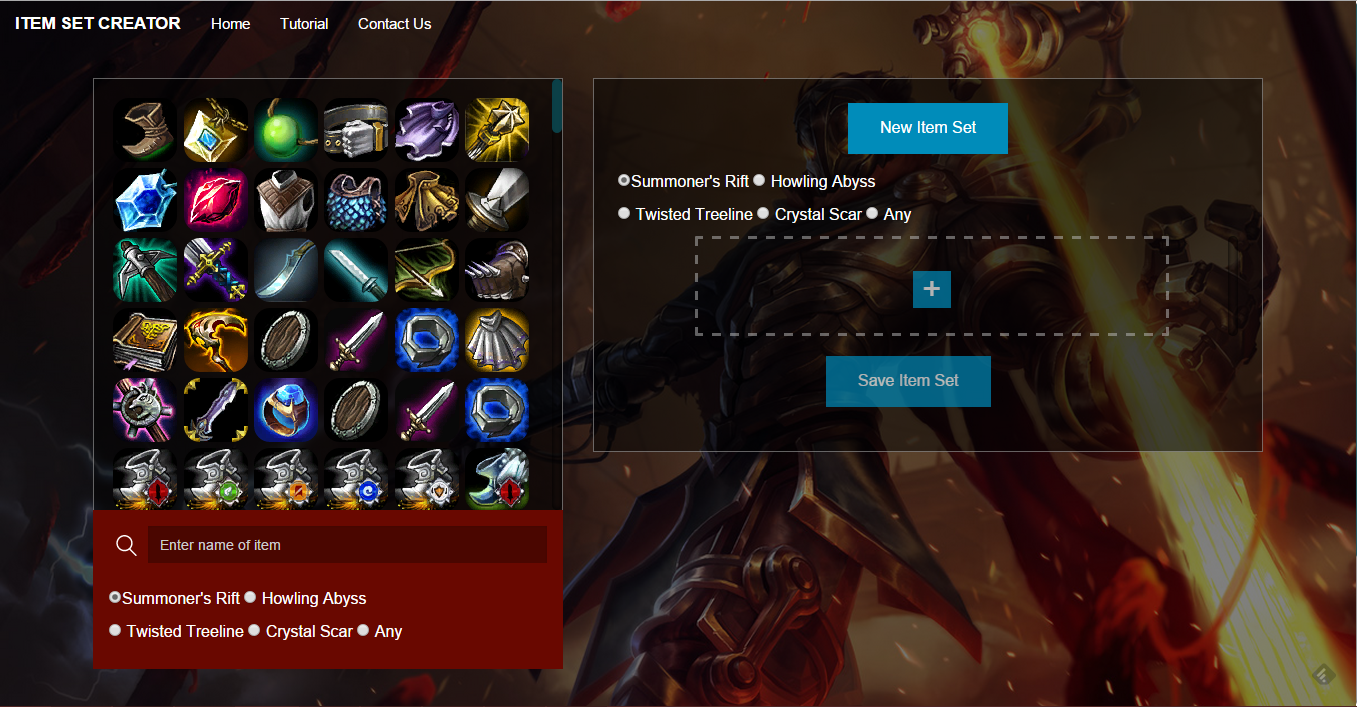 ITEM SET CREATOR Home Tutorial Contact Us
New Item Set
Summoner's Rift Howling Abyss
Twisted Treeline Crystal Scar Any
+
Save Item Set
Enter name of item
Summoner's Rift Howling Abyss
Twisted Treeline Crystal Scar Any